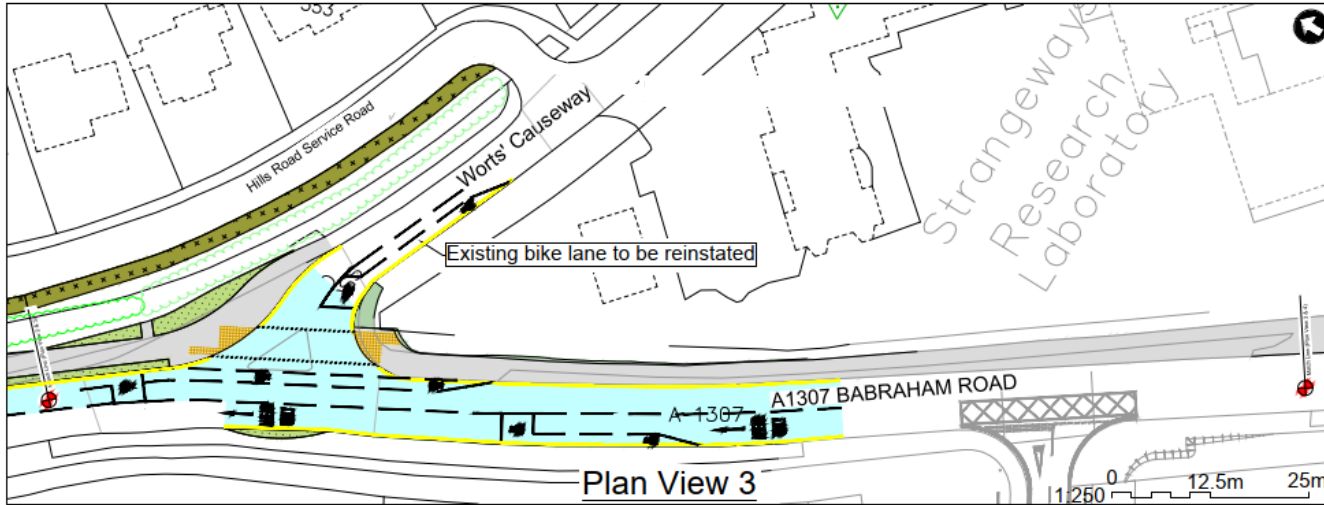 Hills Road Service Road
Worts' Causeway
Strangeways
Research
Laboratory
Existing bike lane to be reinstated
A1307 BABRAHAM ROAD
A-1307
Plan View 3
1:250
0
12.5m
25m